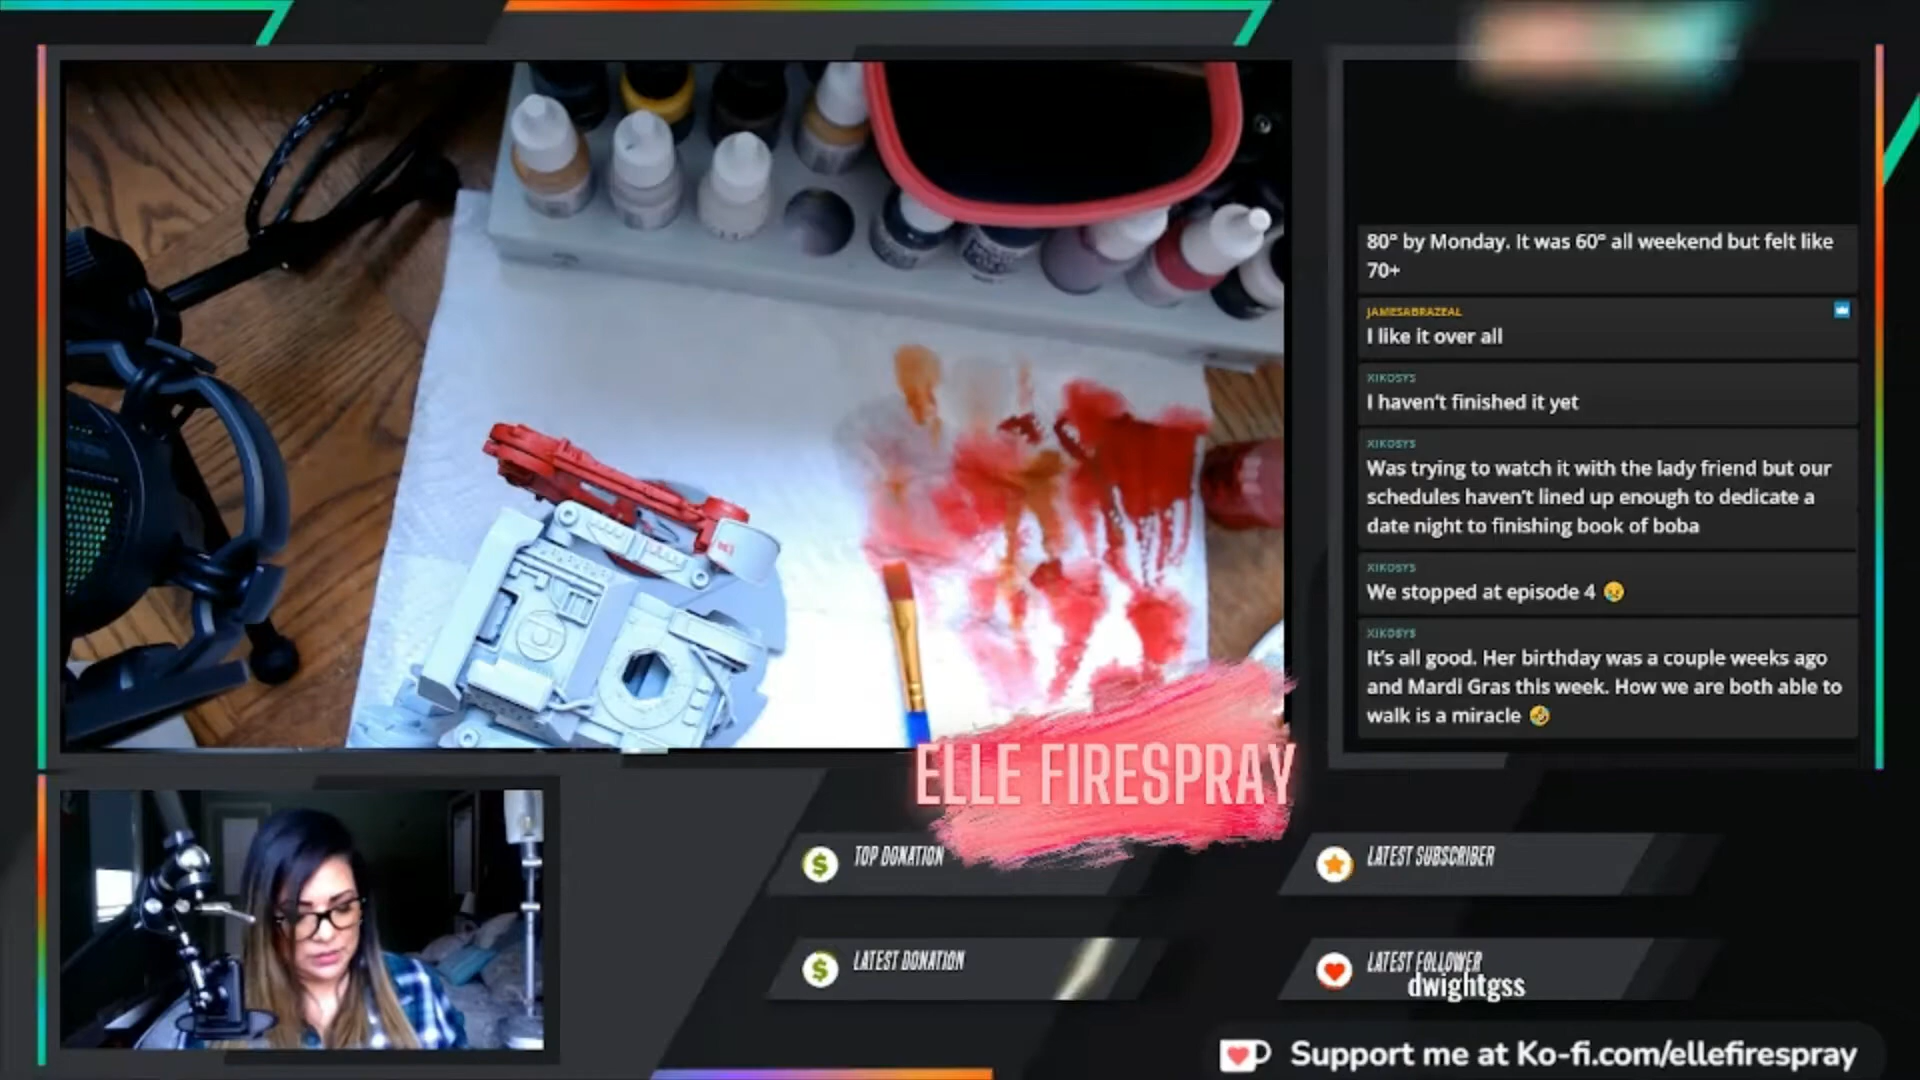 80° by Monday. It was 60° all weekend but felt like
70+
JAMESABRAZEAL
I like it over all
XIKOSYS
I haven't finished it yet
XIKOSYS
Was trying to watch it with the lady friend but our
schedules haven't lined up enough to dedicate a
date night to finishing book of boba
XIKOSYS
We stopped at episode 4 😢
XIKOSYS
It's all good. Her birthday was a couple weeks ago
and Mardi Gras this week. How we are both able to
walk is a miracle 🤣
ELLE FIRESPRAY
TOP DONATION
LATEST SUBSCRIBER
LATEST DONATION
LATEST FOLLOWER
dwightgss
Support me at Ko-fi.com/ellefirespray